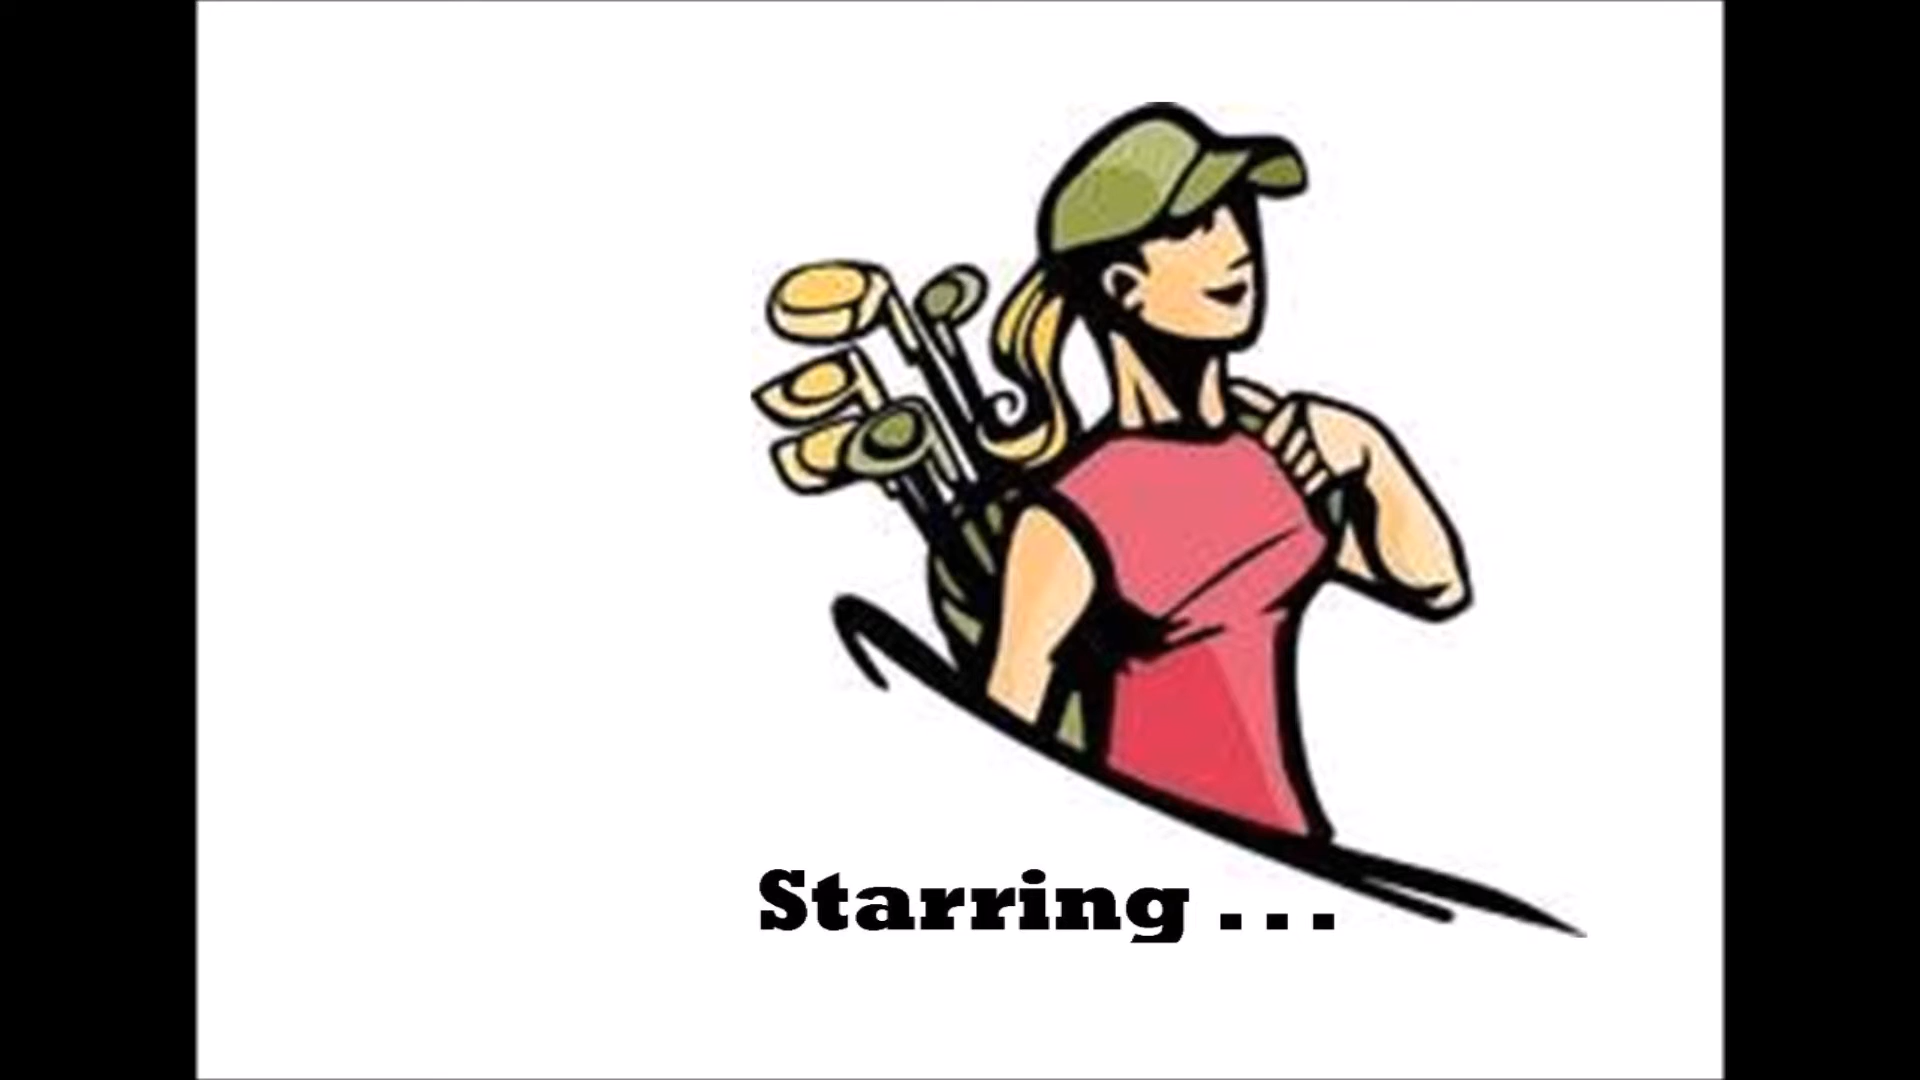 Starring . . .